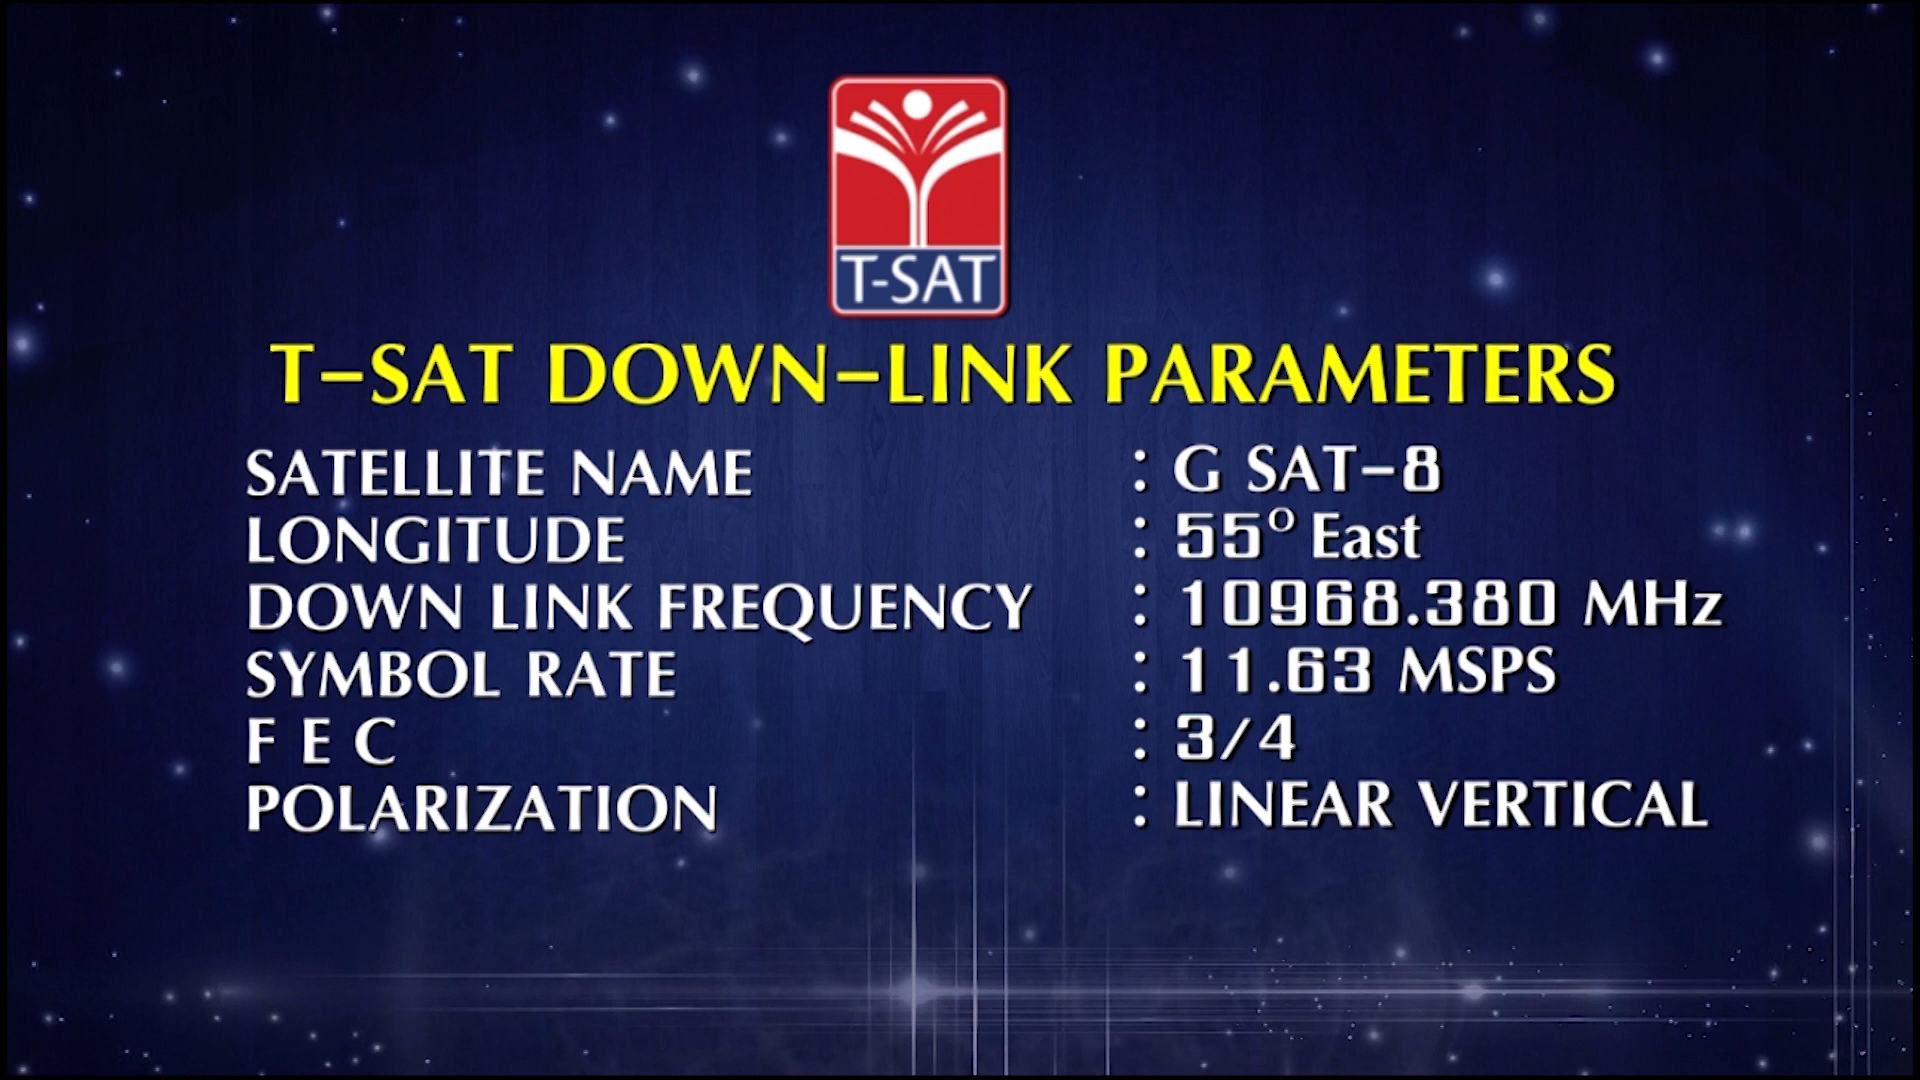 T-SAT
T-SAT DOWN-LINK PARAMETERS
SATELLITE NAME : G SAT-8
LONGITUDE : 55° East
DOWN LINK FREQUENCY : 10968.380 MHz
SYMBOL RATE : 11.63 MSPS
F E C : 3/4
POLARIZATION : LINEAR VERTICAL